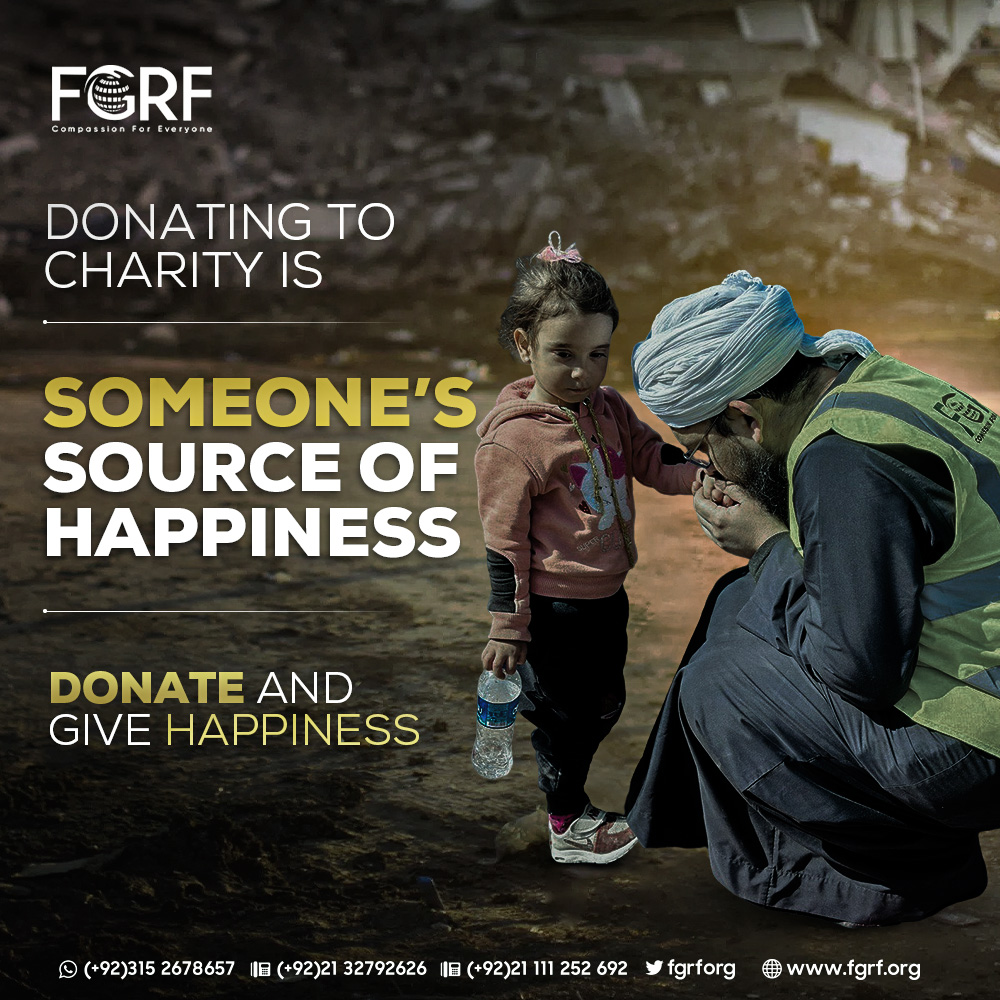 FGRF
Compassion For Everyone
DONATING TO
CHARITY IS
SOMEONE'S
SOURCE OF
HAPPINESS
DONATE AND
GIVE HAPPINESS
(+92)315 2678657 (+92)21 32792626 (+92)21 111 252 692 fgrforg www.fgrf.org